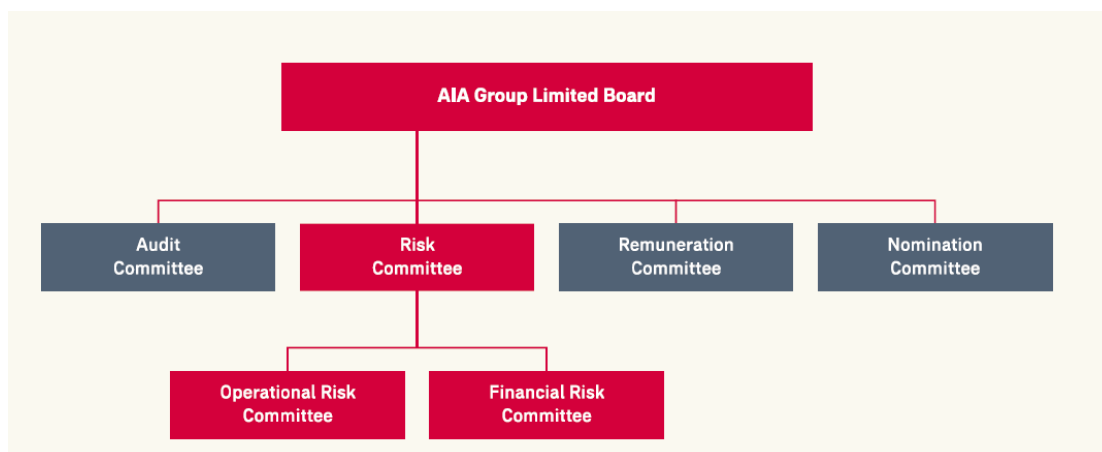 AIA Group Limited Board
Audit
Committee
Risk
Committee
Remuneration
Committee
Nomination
Committee
Operational Risk
Committee
Financial Risk
Committee